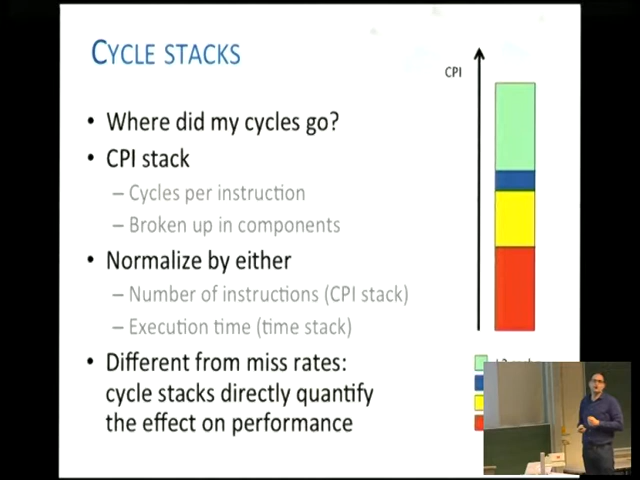 CYCLE STACKS
CPI
• Where did my cycles go?
• CPI stack
– Cycles per instruction
– Broken up in components
• Normalize by either
– Number of instructions (CPI stack)
– Execution time (time stack)
• Different from miss rates:
cycle stacks directly quantify
the effect on performance